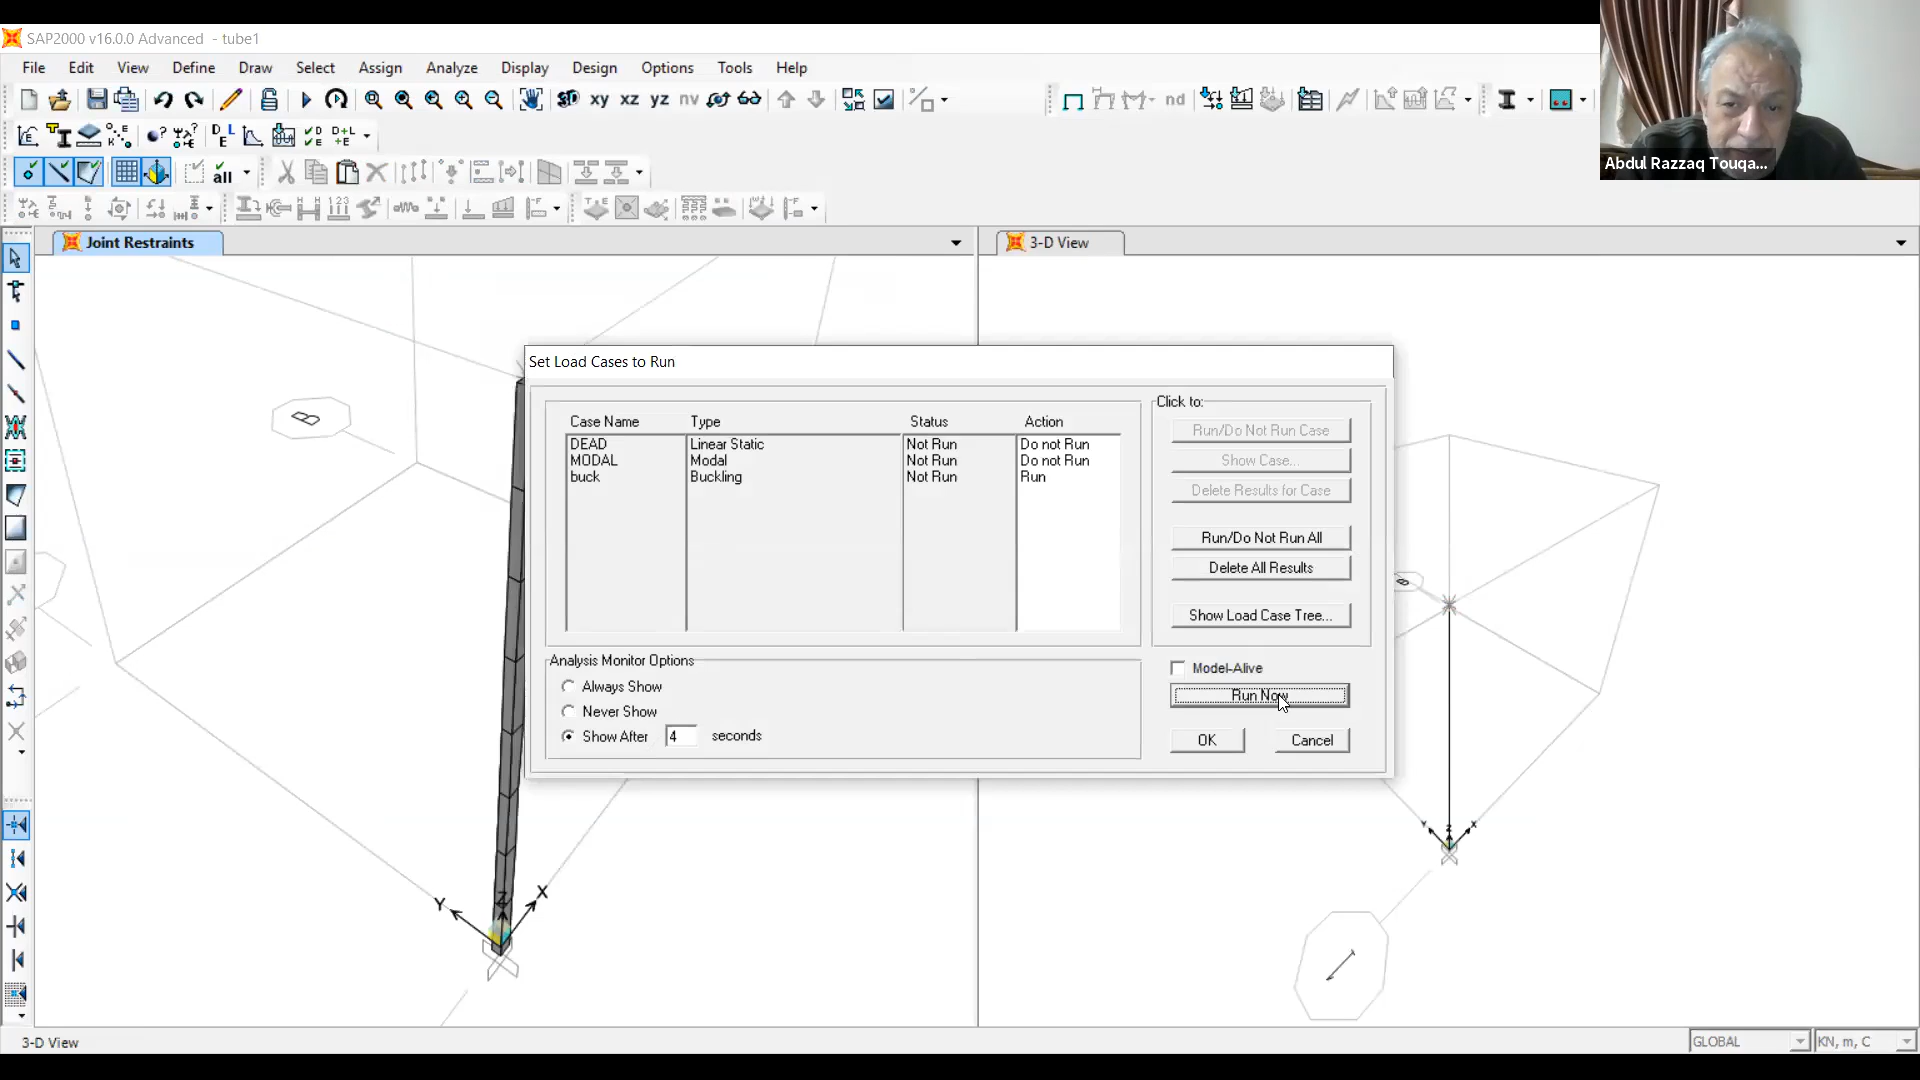 SAP2000 v16.0.0 Advanced - tube1
File Edit View Define Draw Select Assign Analyze Display Design Options Tools Help
3D xy xz yz nv
nd
all
Abdul Razzaq Touqa...
Joint Restraints
3-D View
Set Load Cases to Run
Case Name Type Status Action
DEAD Linear Static Not Run Do not Run
MODAL Modal Not Run Do not Run
buck Buckling Not Run Run
Click to:
Run/Do Not Run Case
Show Case...
Delete Results for Case
Run/Do Not Run All
Delete All Results
Show Load Case Tree...
Analysis Monitor Options
Always Show
Never Show
Show After 4 seconds
Model-Alive
Run Now
OK Cancel
B
B
Y Z X
Y Z X
3-D View
GLOBAL
KN, m, C